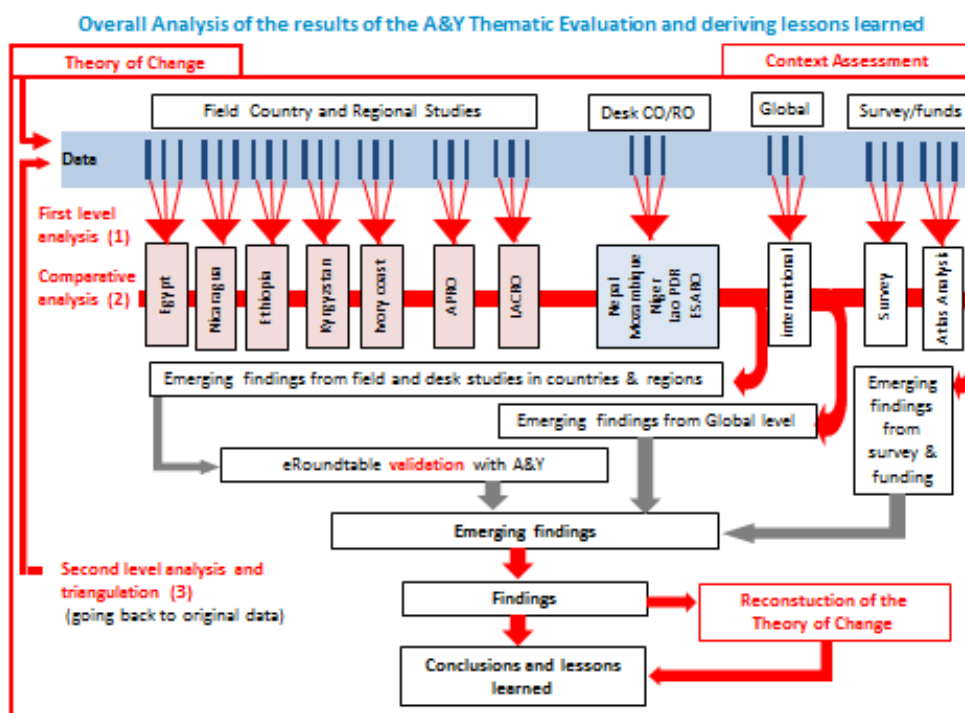 Overall Analysis of the results of the A&Y Thematic Evaluation and deriving lessons learned
Theory of Change
Context Assessment
Field Country and Regional Studies
Desk CO/RO
Global
Survey/funds
Data
First level
analysis (1)
Comparative
analysis (2)
Egypt
Nicaragua
Ethiopia
Kyrgyzstan
Ivory coast
APRO
LACRO
Nepal
Mozambique
Niger
Lao PDR
ESARO
international
Survey
Atlas Analysis
Emerging findings from field and desk studies in countries & regions
Emerging findings from Global level
Emerging
findings
from
survey &
funding
eRoundtable validation with A&Y
Emerging findings
Second level analysis and
triangulation (3)
(going back to original data)
Findings
Reconstuction of the
Theory of Change
Conclusions and lessons
learned